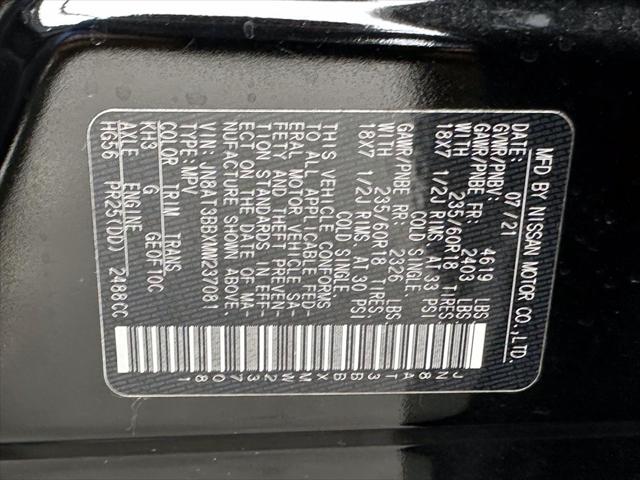 MFD BY NISSAN MOTOR CO.,LTD.
DATE: 07/21
GVWR/PNBV: 4619 LBS
GAWR/PNBE FR: 2403 LBS
235/60R18 TIRES
18X7 1/2J RIMS, AT 33 PSI
COLD SINGLE.
GAWR/PNBE RR: 2326 LBS
235/60R18 TIRES
18X7 1/2J RIMS, AT 30 PSI
COLD SINGLE.
THIS VEHICLE CONFORMS
TO ALL APPLICABLE FED-
ERAL MOTOR VEHICLE SA-
FETY AND THEFT PREVEN-
TION STANDARDS IN EFF-
ECT ON THE DATE OF MA-
NUFACTURE SHOWN ABOVE.
VIN: JN8AT3BBXMW237081
TYPE: MPV
COLOR TRIM TRANS
KH3 G GE0F10C
AXLE ENGINE
HG56 PR25(DD) 2488CC
JN8AT3BBXMW237081